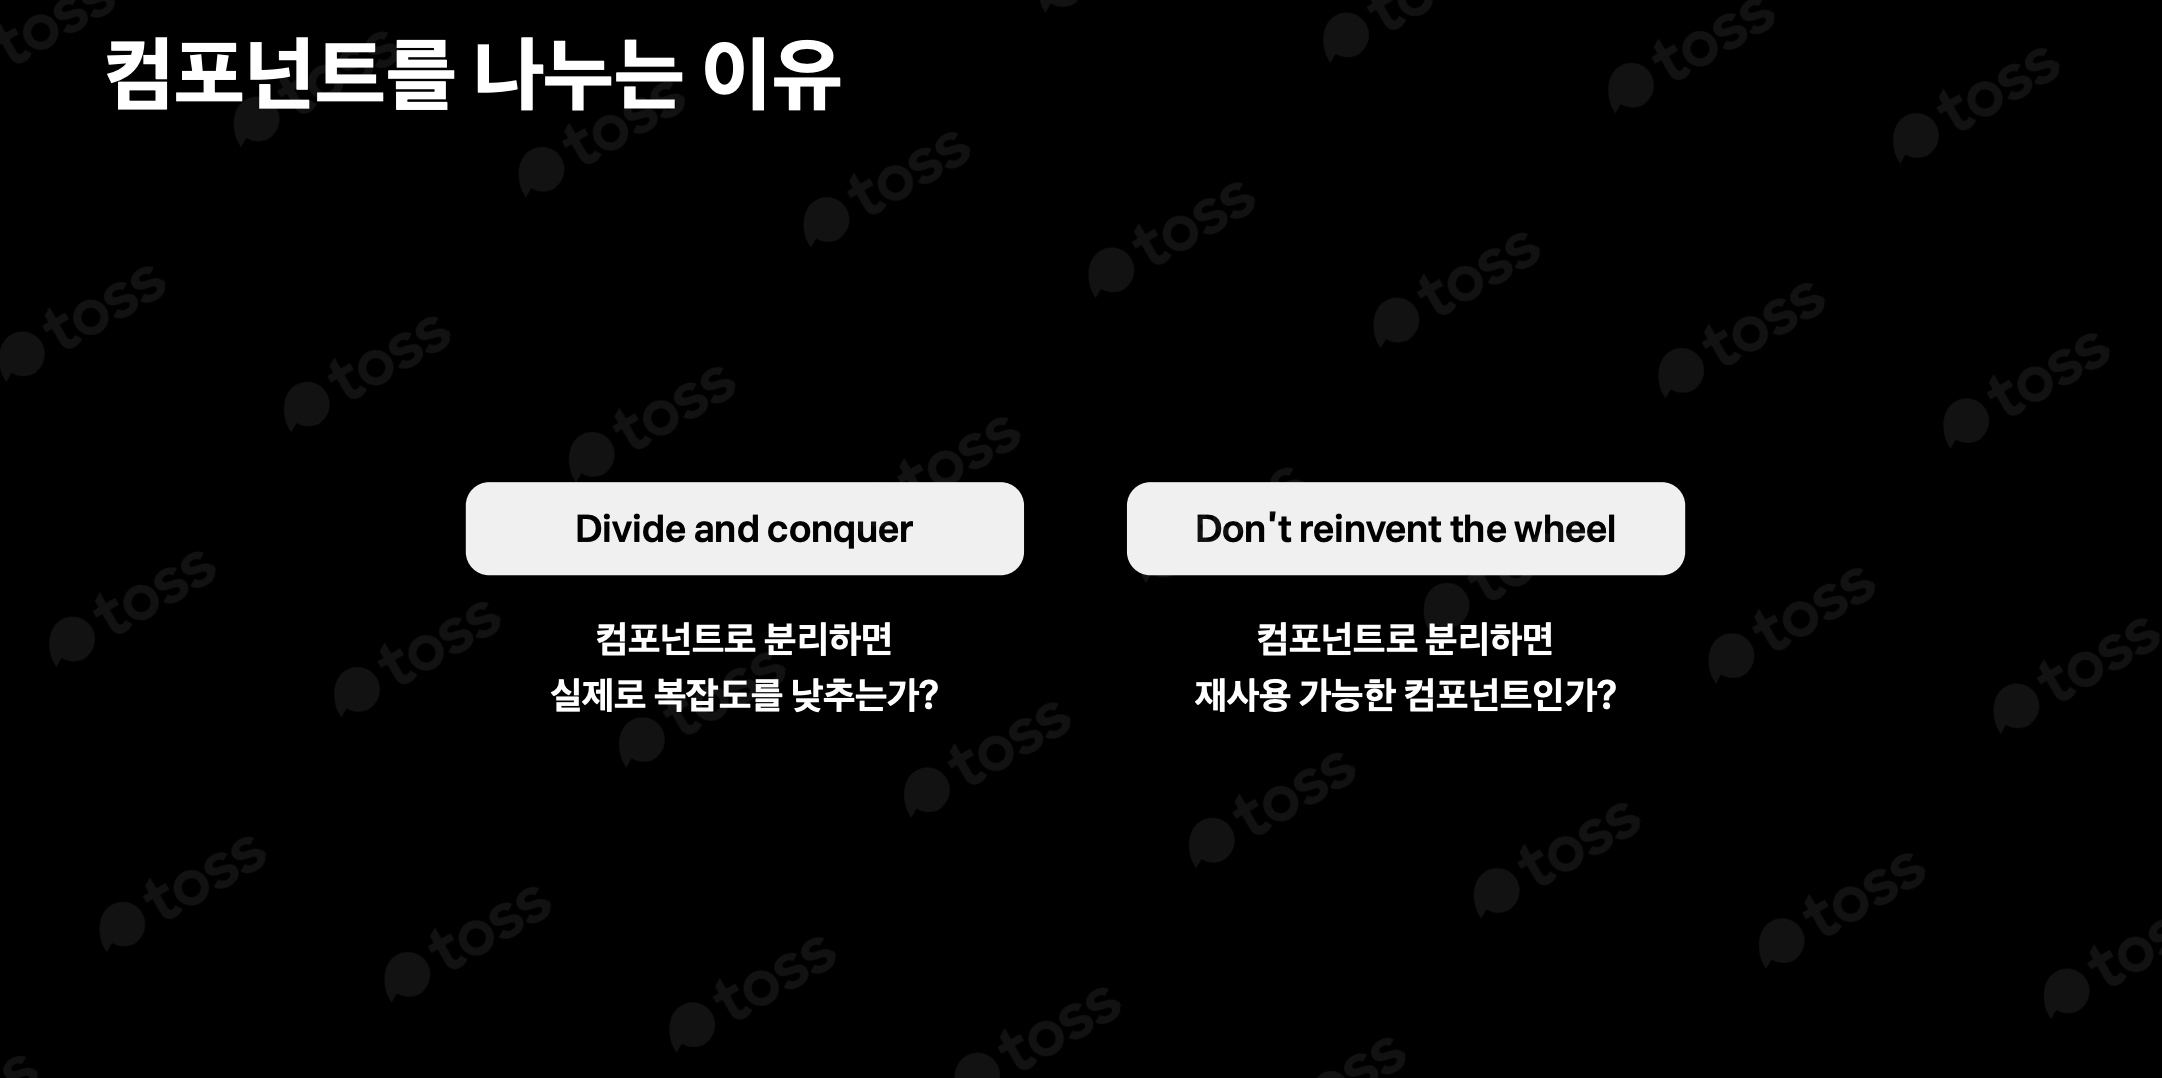 컴포넌트를 나누는 이유
Divide and conquer
컴포넌트로 분리하면
실제로 복잡도를 낮추는가?
Don't reinvent the wheel
컴포넌트로 분리하면
재사용 가능한 컴포넌트인가?
toss